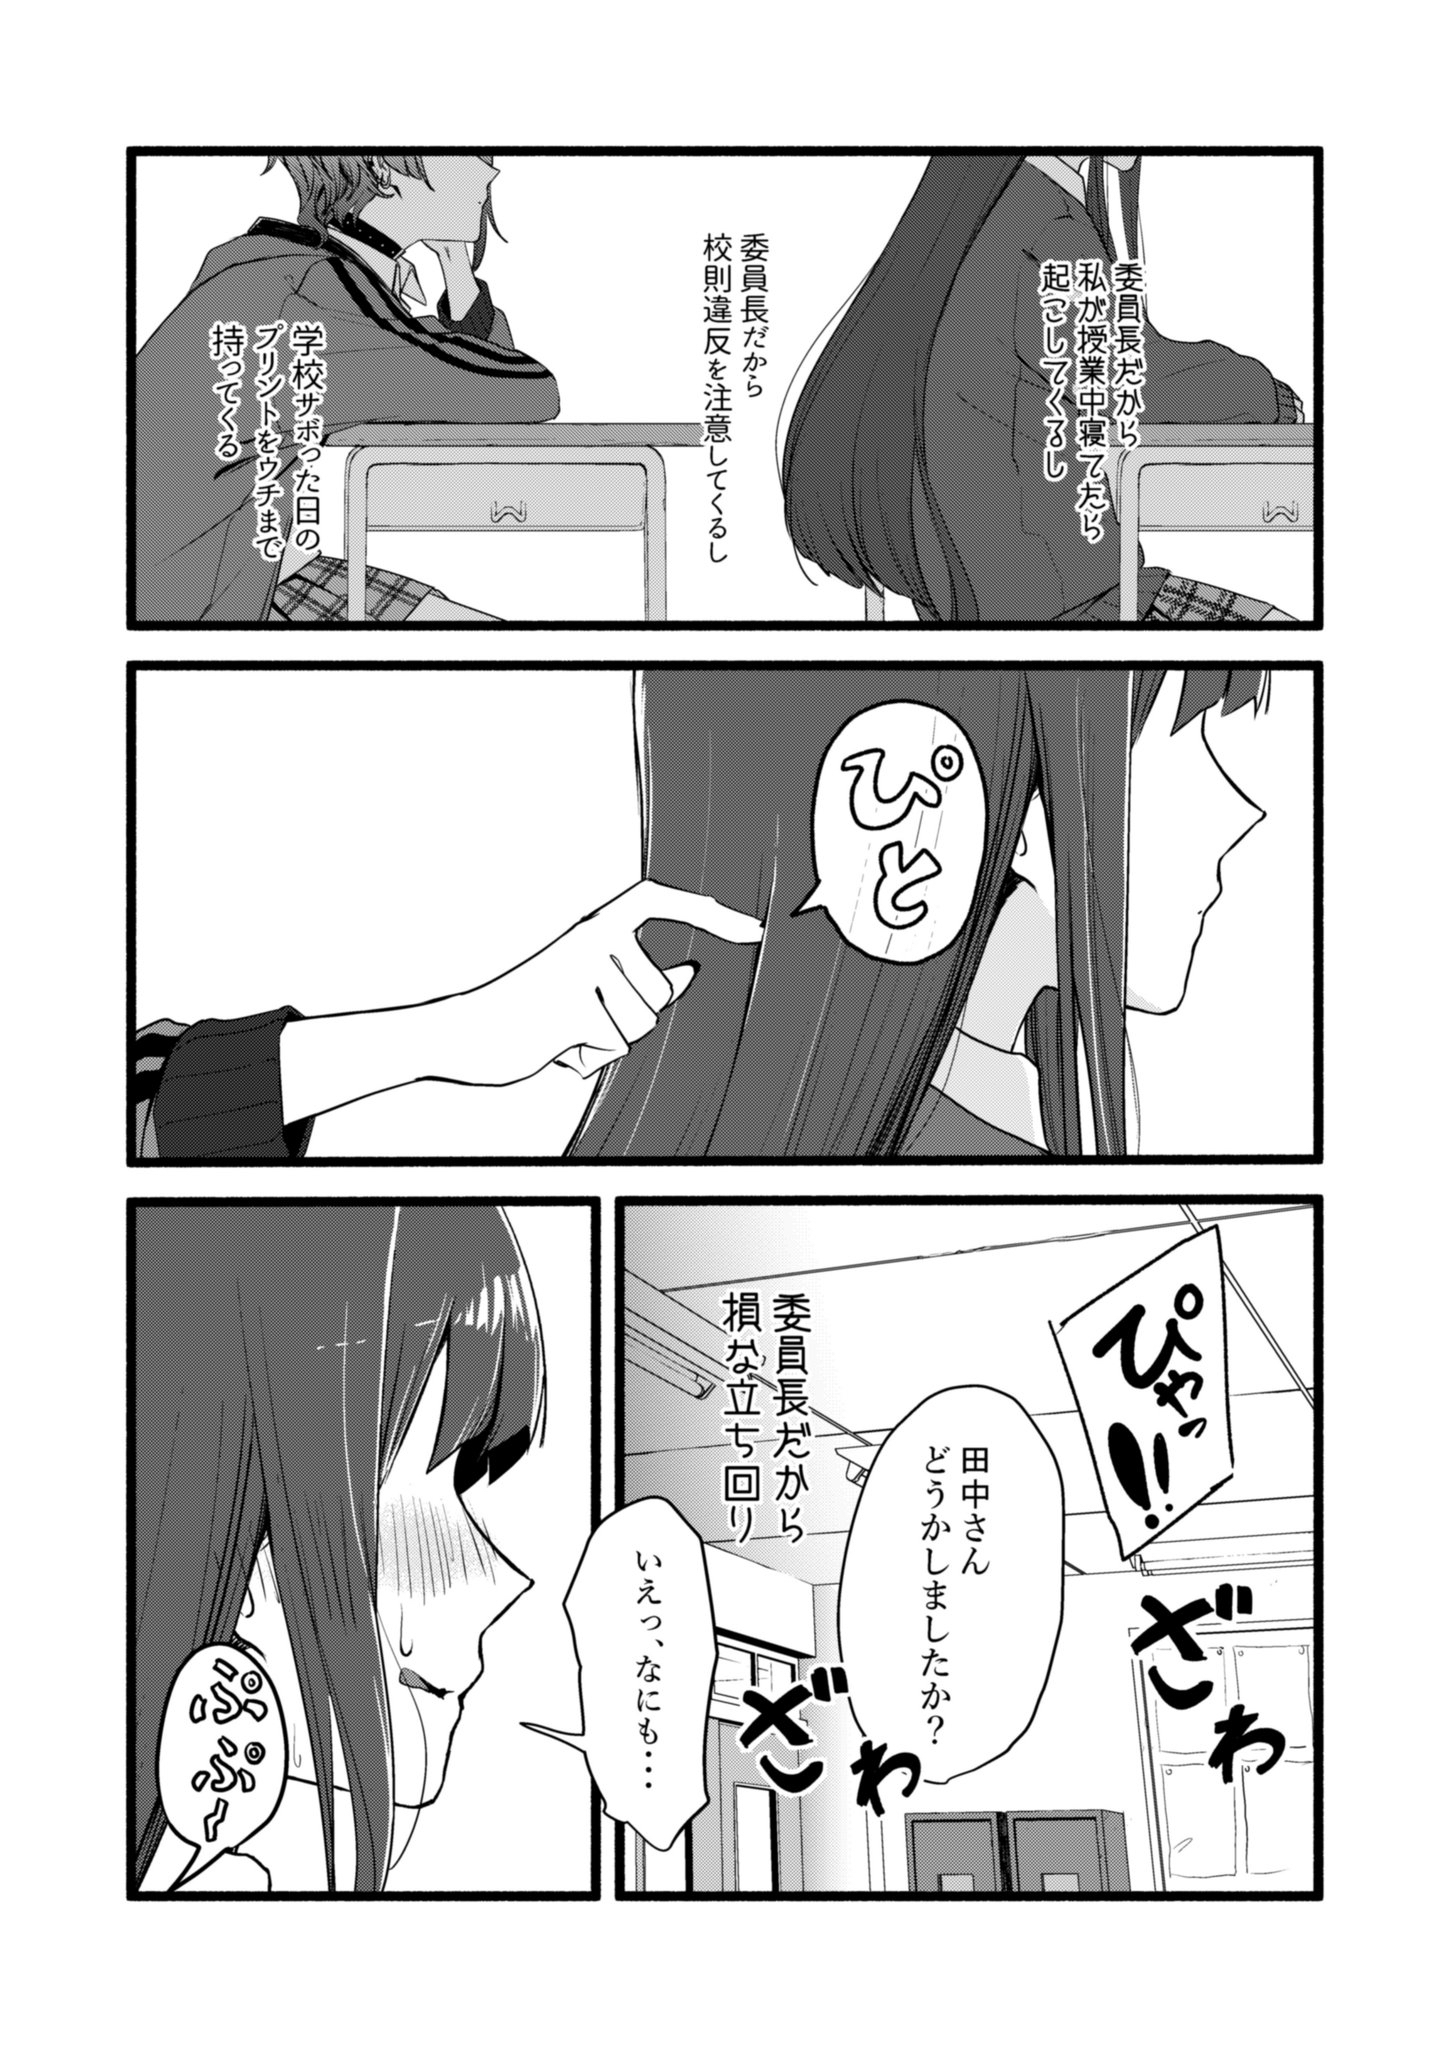 委員長だから
私が授業中寝てたら
起こしてくるし
委員長だから
校則違反を注意してくるし
学校サボった日の
プリントをウチまで
持ってくる
ぴと
ぴゃっ!!
田中さん
どうかしましたか?
ざわ
ざわ
委員長だから
損な立ち回り
いえっ、なにも・・・・
ぷぷ〜